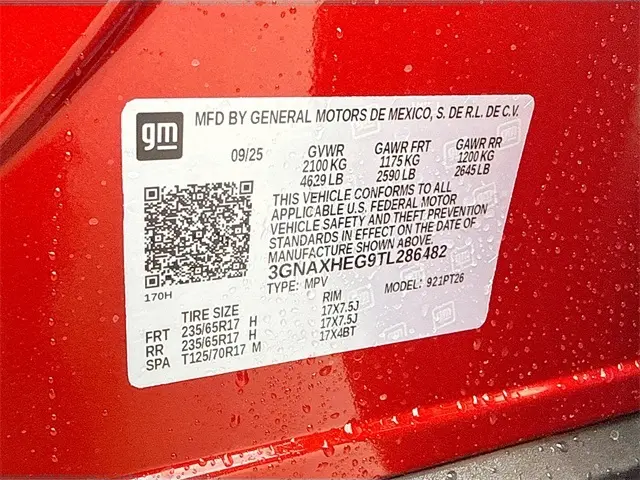 gm
MFD BY GENERAL MOTORS DE MEXICO, S. DE R.L. DE C.V.
09/25 GVWR GAWR FRT GAWR RR
2100 KG 1175 KG 1200 KG
4629 LB 2590 LB 2645 LB
THIS VEHICLE CONFORMS TO ALL
APPLICABLE U.S. FEDERAL MOTOR
VEHICLE SAFETY AND THEFT PREVENTION
STANDARDS IN EFFECT ON THE DATE OF
MANUFACTURE SHOWN ABOVE.
3GNAXHEG9TL286482
170H
TYPE: MPV MODEL: 921PT26
TIRE SIZE RIM
FRT 235/65R17 H 17X7.5J
RR 235/65R17 H 17X7.5J
SPA T125/70R17 M 17X4BT